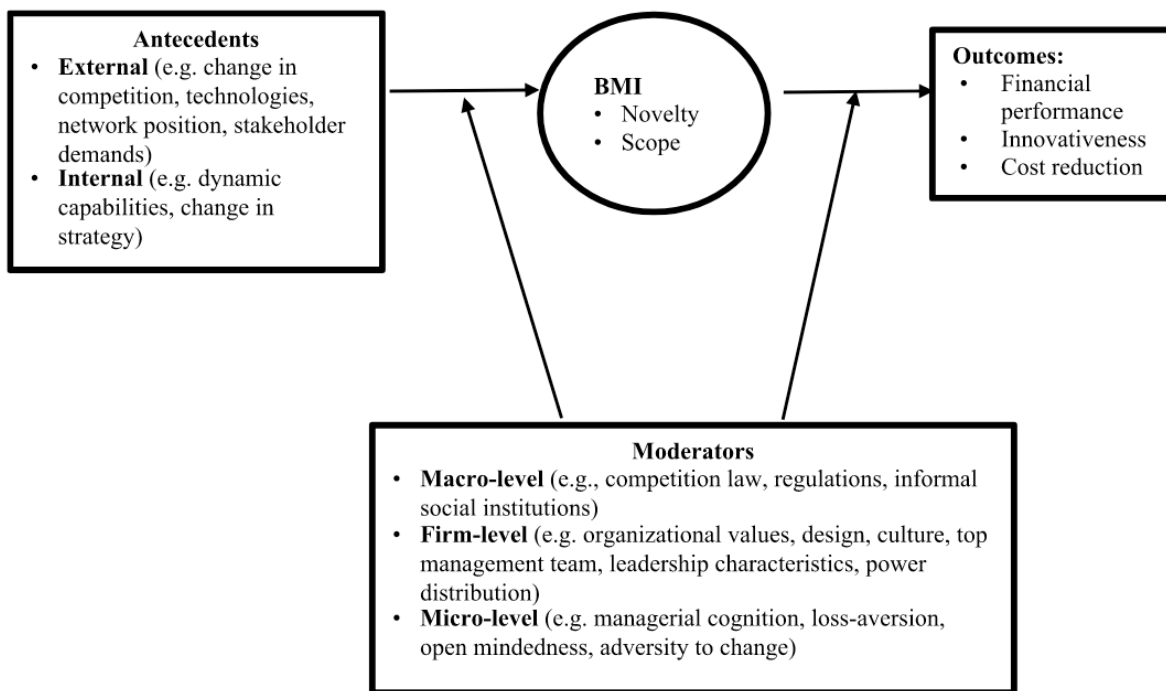 Antecedents
• External (e.g. change in
competition, technologies,
network position, stakeholder
demands)
• Internal (e.g. dynamic
capabilities, change in
strategy)
BMI
• Novelty
• Scope
Outcomes:
• Financial
performance
• Innovativeness
• Cost reduction
Moderators
• Macro-level (e.g., competition law, regulations, informal
social institutions)
• Firm-level (e.g. organizational values, design, culture, top
management team, leadership characteristics, power
distribution)
• Micro-level (e.g. managerial cognition, loss-aversion,
open mindedness, adversity to change)